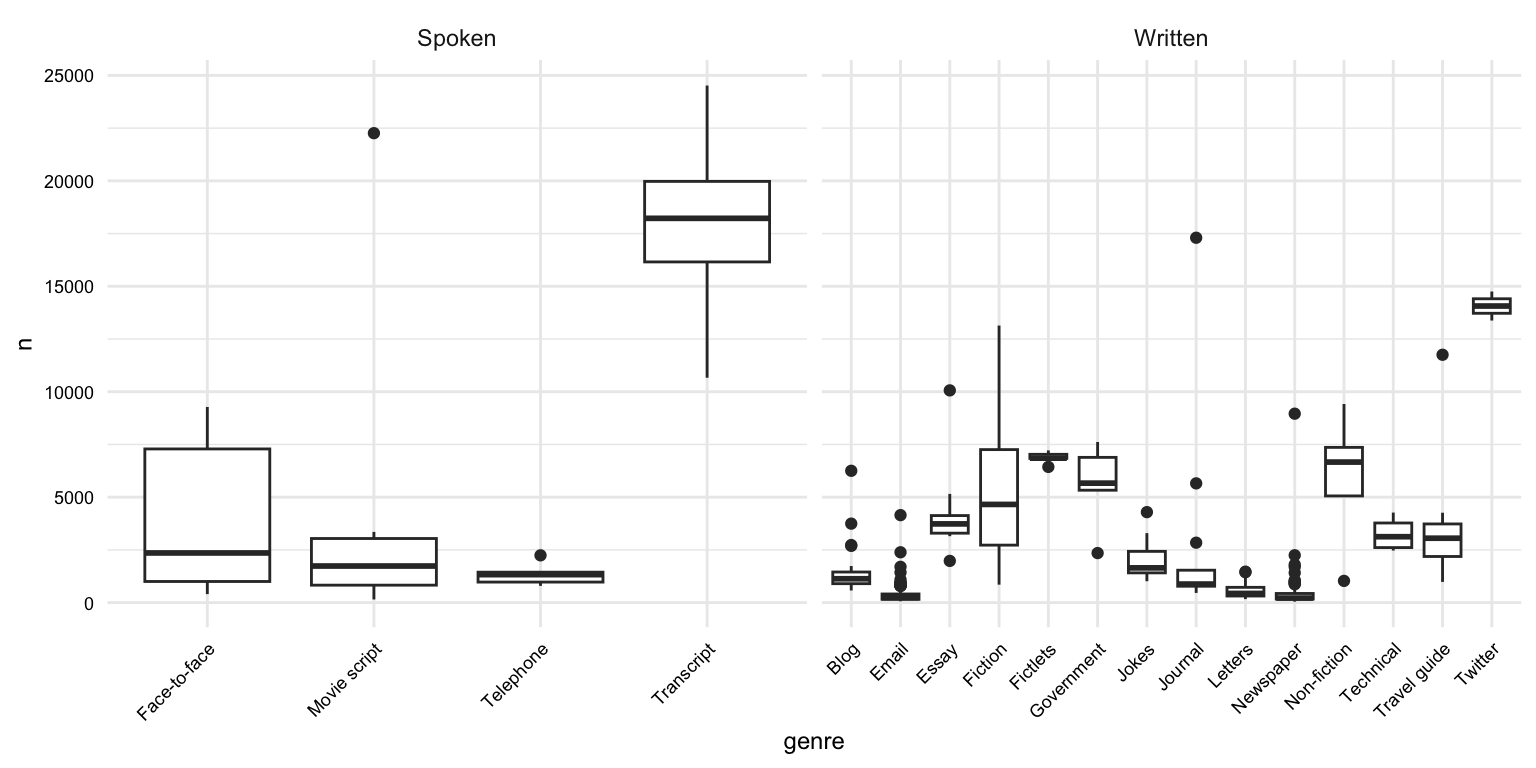 Spoken
Written
25000
20000
15000
10000
5000
0
n
Face-to-face
Movie script
Telephone
Transcript
Blog
Email
Essay
Fiction
Fictlets
Government
Jokes
Journal
Letters
Newspaper
Non-fiction
Technical
Travel guide
Twitter
genre